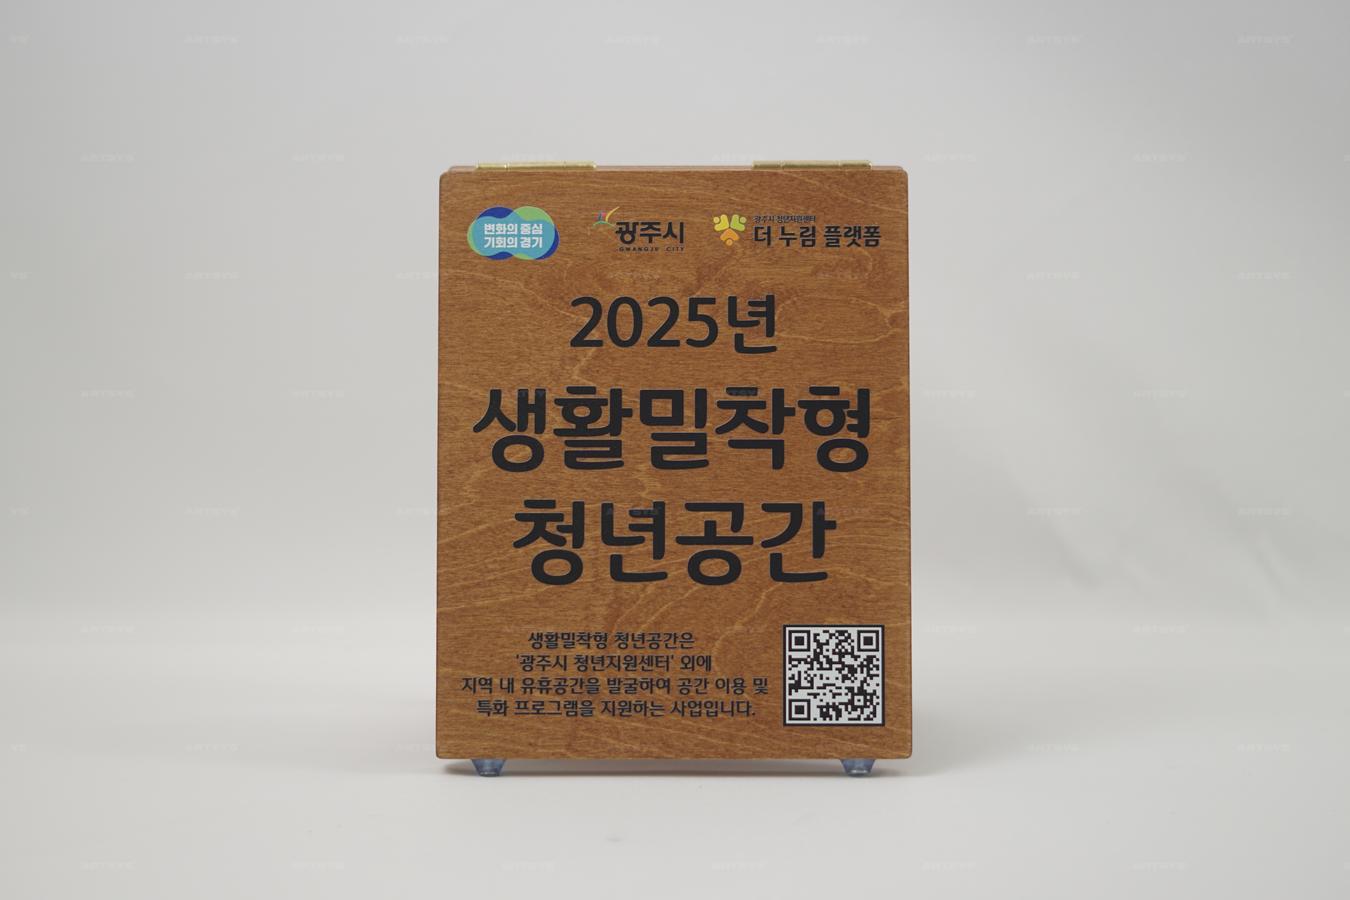 변화의 중심
기회의 경기
광주시
GWANGJU CITY
광주시 청년지원센터
더 누림 플랫폼
2025년
생활밀착형
청년공간
생활밀착형 청년공간은
'광주시 청년지원센터' 외에
지역 내 유휴공간을 발굴하여 공간 이용 및
특화 프로그램을 지원하는 사업입니다.
ARTSYS